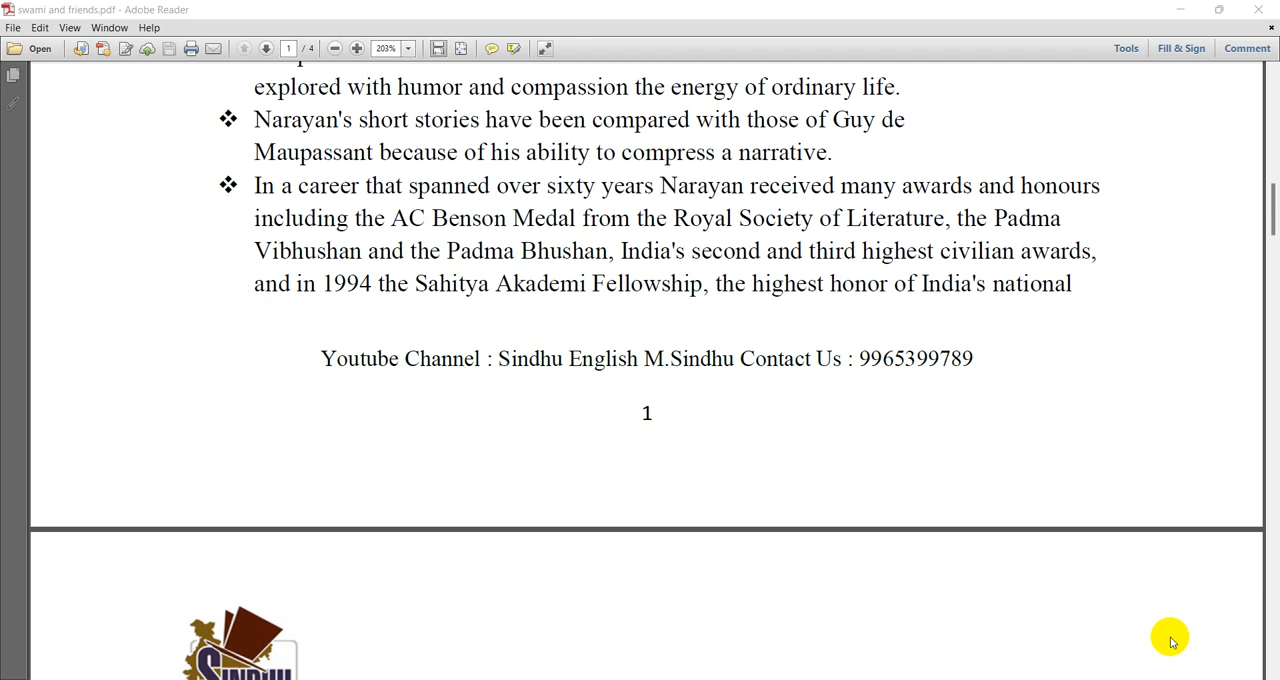 swami and friends.pdf - Adobe Reader
File Edit View Window Help
Open 1 / 4 203% Tools Fill & Sign Comment
explored with humor and compassion the energy of ordinary life.
❖ Narayan's short stories have been compared with those of Guy de
Maupassant because of his ability to compress a narrative.
❖ In a career that spanned over sixty years Narayan received many awards and honours
including the AC Benson Medal from the Royal Society of Literature, the Padma
Vibhushan and the Padma Bhushan, India's second and third highest civilian awards,
and in 1994 the Sahitya Akademi Fellowship, the highest honor of India's national
Youtube Channel : Sindhu English M.Sindhu Contact Us : 9965399789
1
SINDHU